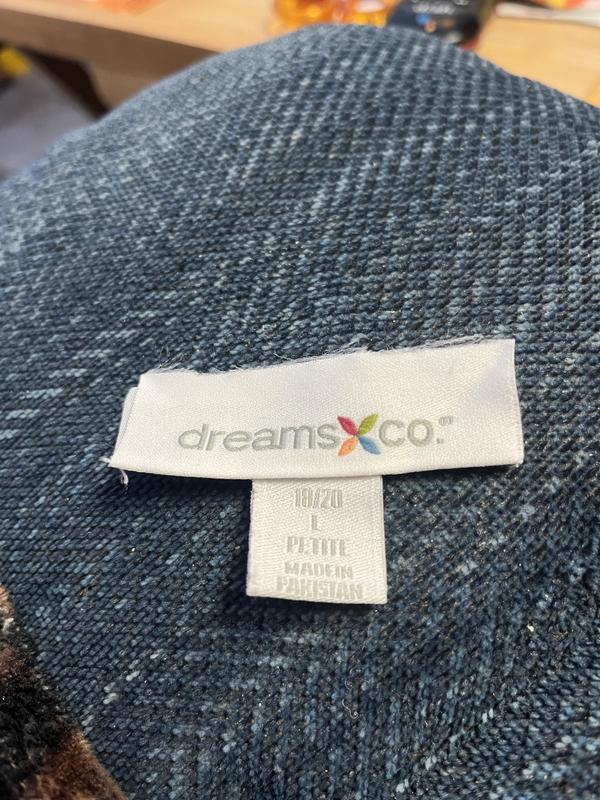 dreams co.®
18/20
L
PETITE
MADE IN
PAKISTAN